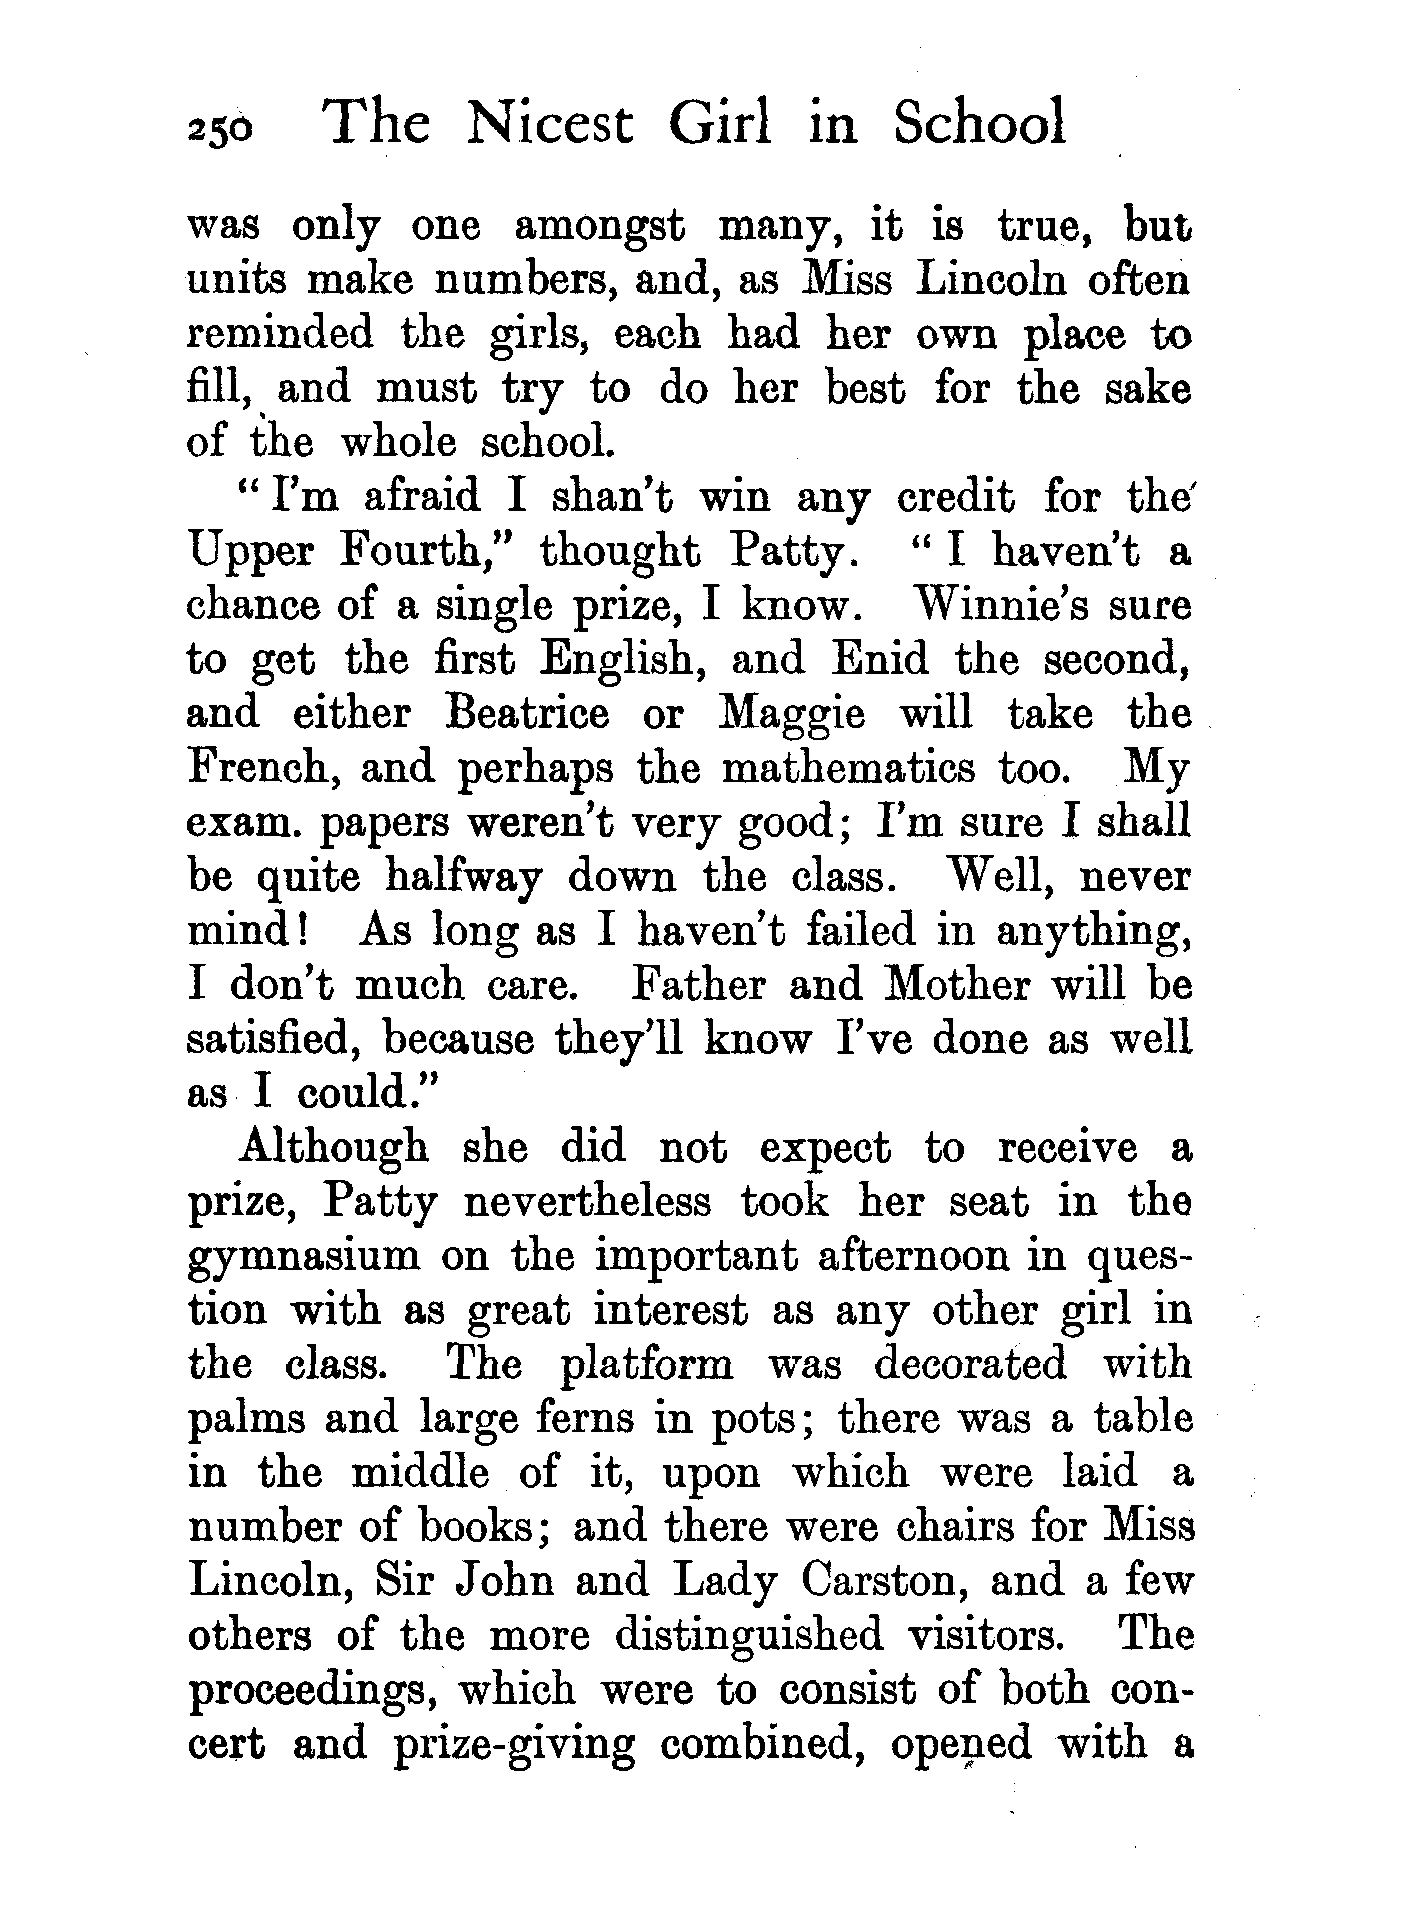 250 The Nicest Girl in School
was only one amongst many, it is true, but
units make numbers, and, as Miss Lincoln often
reminded the girls, each had her own place to
fill, and must try to do her best for the sake
of the whole school.
“I'm afraid I shan't win any credit for the
Upper Fourth,” thought Patty. “I haven't a
chance of a single prize, I know. Winnie's sure
to get the first English, and Enid the second,
and either Beatrice or Maggie will take the
French, and perhaps the mathematics too. My
exam. papers weren't very good; I'm sure I shall
be quite halfway down the class. Well, never
mind! As long as I haven't failed in anything,
I don't much care. Father and Mother will be
satisfied, because they'll know I've done as well
as I could.”
Although she did not expect to receive a
prize, Patty nevertheless took her seat in the
gymnasium on the important afternoon in ques-
tion with as great interest as any other girl in
the class. The platform was decorated with
palms and large ferns in pots; there was a table
in the middle of it, upon which were laid a
number of books; and there were chairs for Miss
Lincoln, Sir John and Lady Carston, and a few
others of the more distinguished visitors. The
proceedings, which were to consist of both con-
cert and prize-giving combined, opened with a